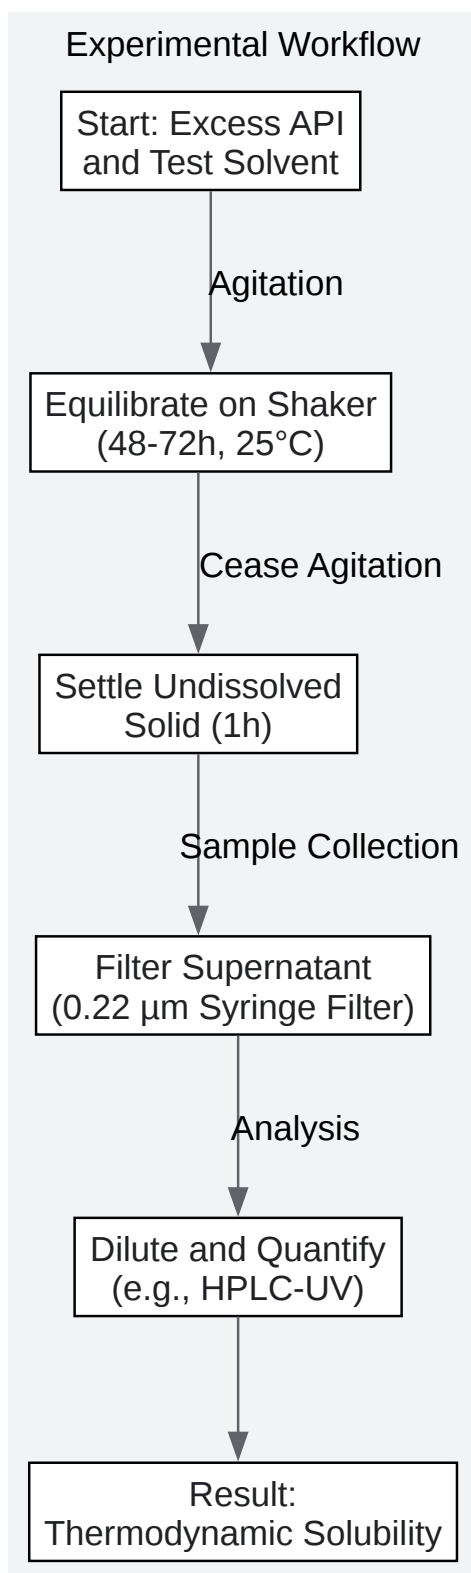 Experimental Workflow
Start: Excess API
and Test Solvent
Agitation
Equilibrate on Shaker
(48-72h, 25°C)
Cease Agitation
Settle Undissolved
Solid (1h)
Sample Collection
Filter Supernatant
(0.22 µm Syringe Filter)
Analysis
Dilute and Quantify
(e.g., HPLC-UV)
Result:
Thermodynamic Solubility